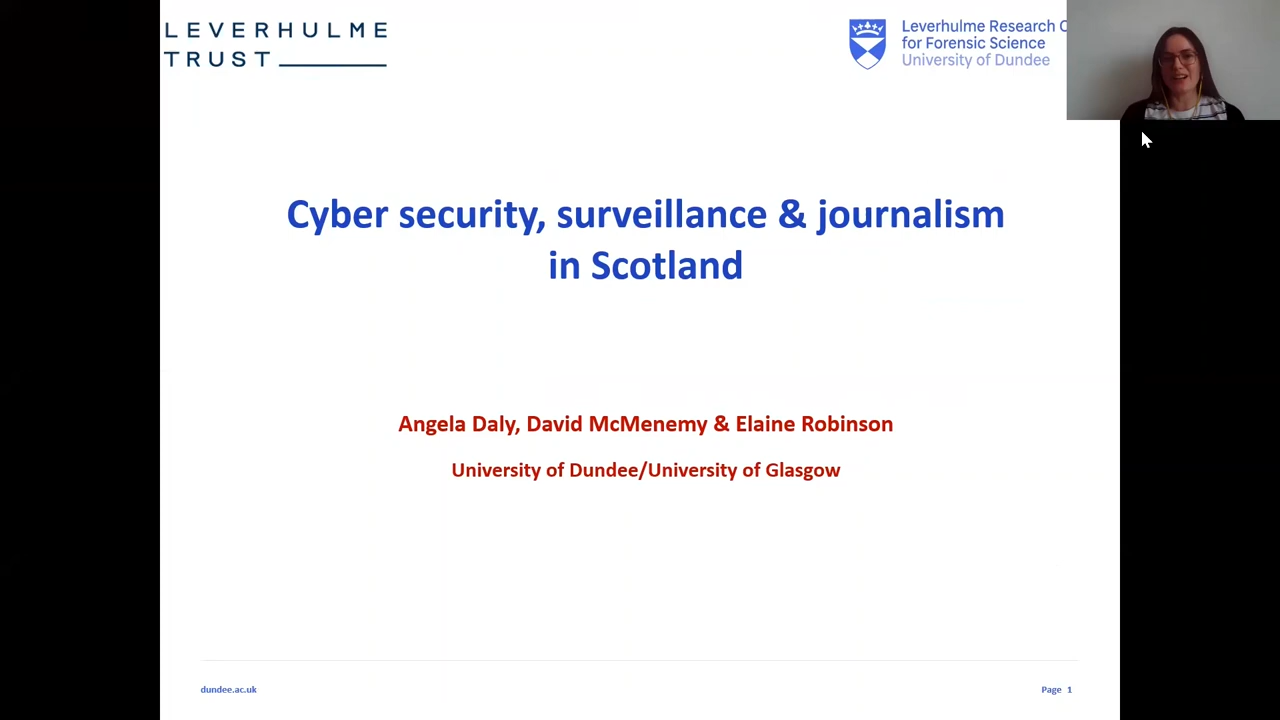 LEVERHULME
TRUST
Leverhulme Research
for Forensic Science
University of Dundee
Cyber security, surveillance & journalism
in Scotland
Angela Daly, David McMenemy & Elaine Robinson
University of Dundee/University of Glasgow
dundee.ac.uk
Page 1